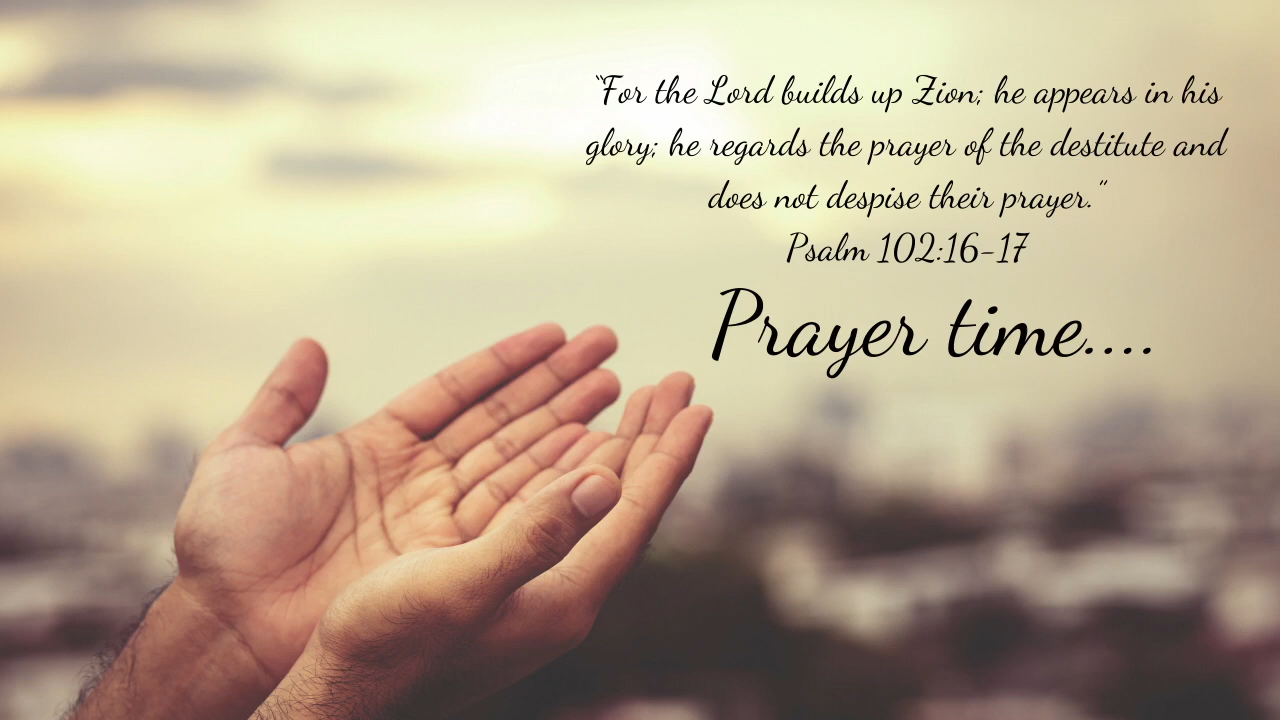 “For the Lord builds up Zion; he appears in his
glory; he regards the prayer of the destitute and
does not despise their prayer.”
Psalm 102:16-17
Prayer time....